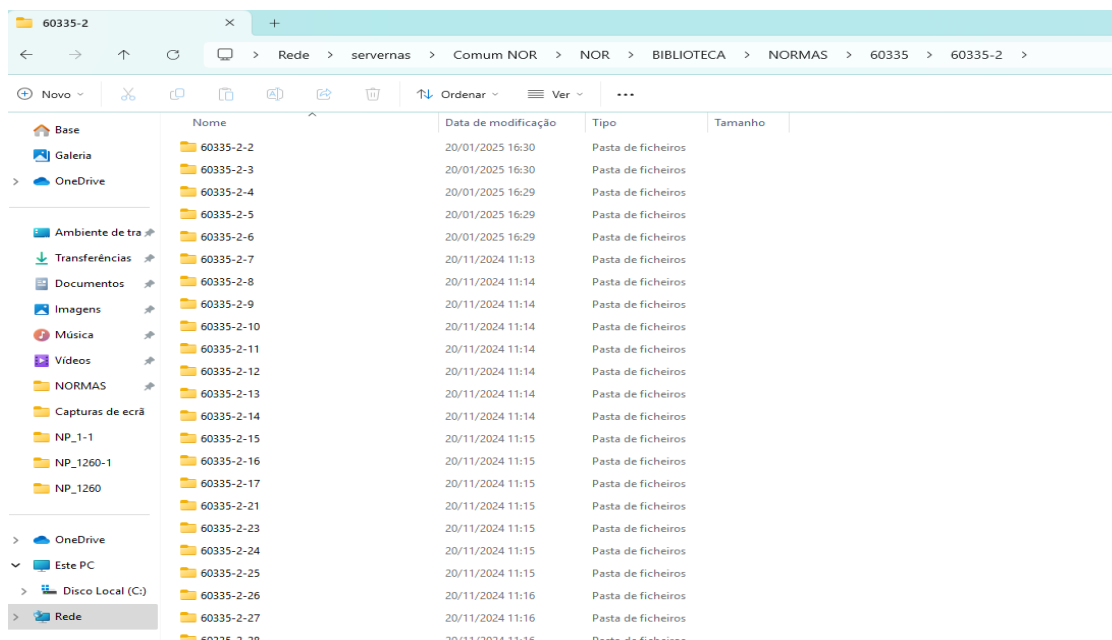 60335-2
Rede > servernas > Comum NOR > NOR > BIBLIOTECA > NORMAS > 60335 > 60335-2 >
Novo Ordenar Ver ...
Base
Galeria
OneDrive
Ambiente de tra
Transferências
Documentos
Imagens
Música
Vídeos
NORMAS
Capturas de ecrã
NP_1-1
NP_1260-1
NP_1260
OneDrive
Este PC
Disco Local (C:)
Rede
Nome Data de modificação Tipo Tamanho
60335-2-2 20/01/2025 16:30 Pasta de ficheiros
60335-2-3 20/01/2025 16:30 Pasta de ficheiros
60335-2-4 20/01/2025 16:29 Pasta de ficheiros
60335-2-5 20/01/2025 16:29 Pasta de ficheiros
60335-2-6 20/01/2025 16:29 Pasta de ficheiros
60335-2-7 20/11/2024 11:13 Pasta de ficheiros
60335-2-8 20/11/2024 11:14 Pasta de ficheiros
60335-2-9 20/11/2024 11:14 Pasta de ficheiros
60335-2-10 20/11/2024 11:14 Pasta de ficheiros
60335-2-11 20/11/2024 11:14 Pasta de ficheiros
60335-2-12 20/11/2024 11:14 Pasta de ficheiros
60335-2-13 20/11/2024 11:14 Pasta de ficheiros
60335-2-14 20/11/2024 11:14 Pasta de ficheiros
60335-2-15 20/11/2024 11:15 Pasta de ficheiros
60335-2-16 20/11/2024 11:15 Pasta de ficheiros
60335-2-17 20/11/2024 11:15 Pasta de ficheiros
60335-2-21 20/11/2024 11:15 Pasta de ficheiros
60335-2-23 20/11/2024 11:15 Pasta de ficheiros
60335-2-24 20/11/2024 11:15 Pasta de ficheiros
60335-2-25 20/11/2024 11:15 Pasta de ficheiros
60335-2-26 20/11/2024 11:16 Pasta de ficheiros
60335-2-27 20/11/2024 11:16 Pasta de ficheiros
60335-2-28 20/11/2024 11:16 Pasta de ficheiros